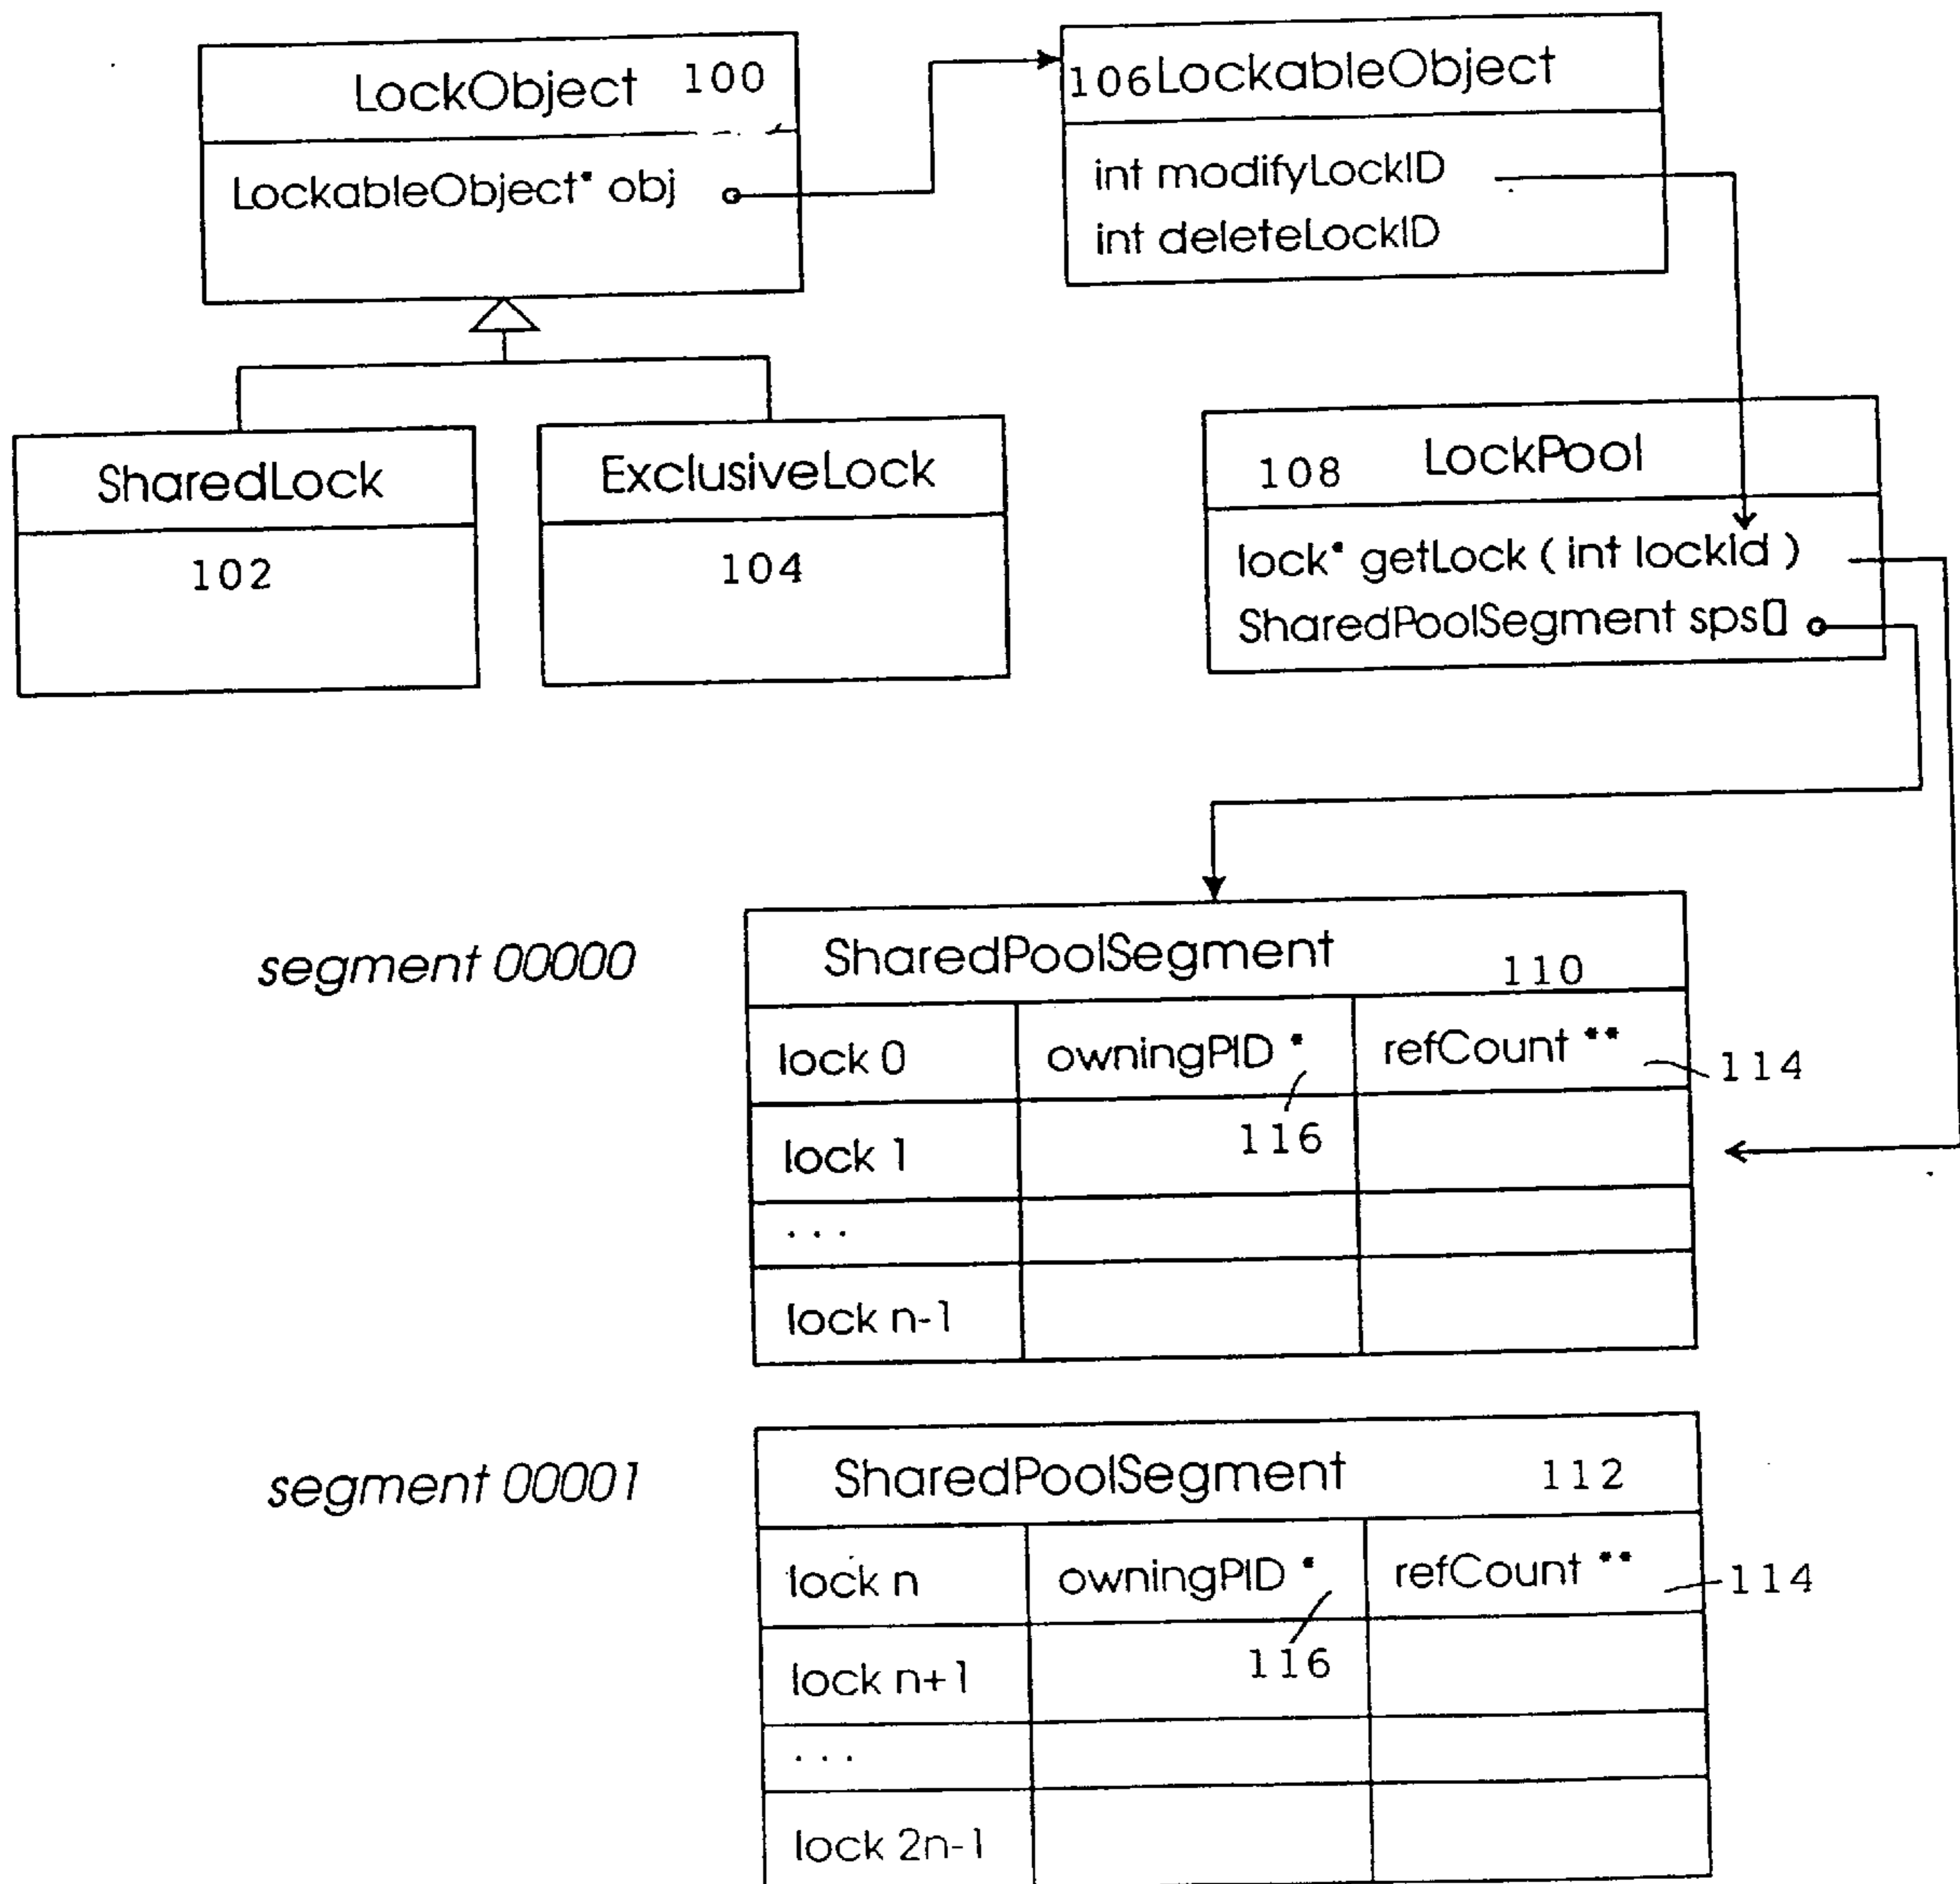 LockObject 100
LockableObject* obj
106 LockableObject
int modifyLockID
int deleteLockID
SharedLock
102
ExclusiveLock
104
108 LockPool
lock* getLock ( int lockId )
SharedPoolSegment sps[]
segment 00000
SharedPoolSegment 110
lock 0 owningPID * refCount **
114
lock 1 116
. . .
lock n-1
segment 00001
SharedPoolSegment 112
lock n owningPID * refCount **
114
lock n+1 116
. . .
lock 2n-1